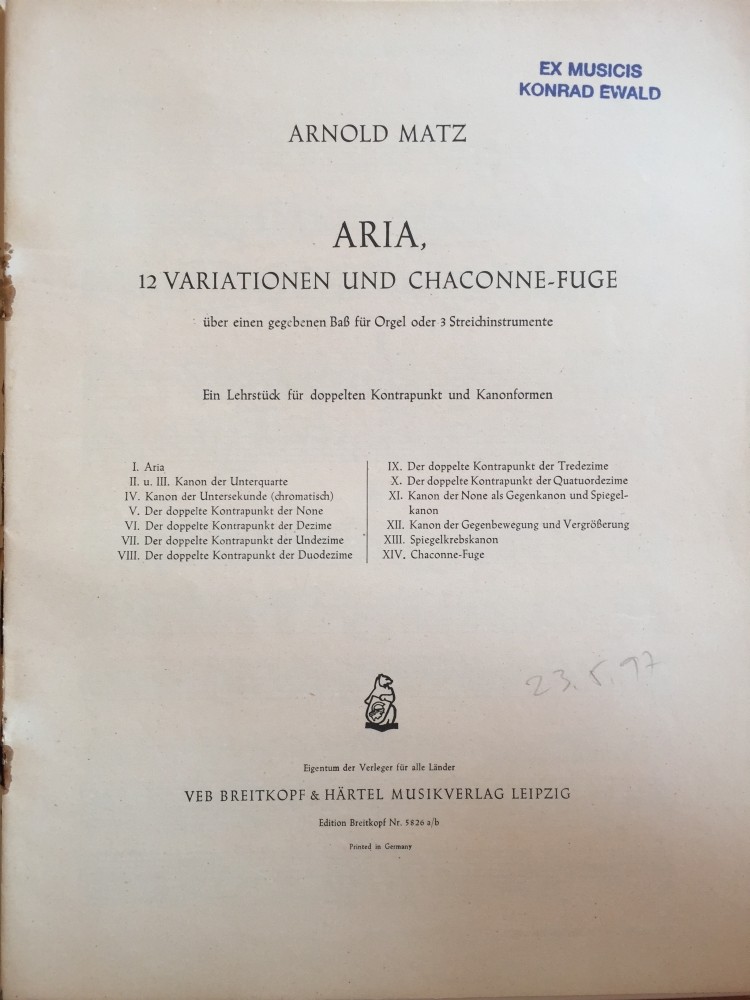 EX MUSICIS
KONRAD EWALD
ARNOLD MATZ
ARIA,
12 VARIATIONEN UND CHACONNE-FUGE
über einen gegebenen Baß für Orgel oder 3 Streichinstrumente
Ein Lehrstück für doppelten Kontrapunkt und Kanonformen
I. Aria
II. u. III. Kanon der Unterquarte
IV. Kanon der Untersekunde (chromatisch)
V. Der doppelte Kontrapunkt der None
VI. Der doppelte Kontrapunkt der Dezime
VII. Der doppelte Kontrapunkt der Undezime
VIII. Der doppelte Kontrapunkt der Duodezime
IX. Der doppelte Kontrapunkt der Tredezime
X. Der doppelte Kontrapunkt der Quatuordezime
XI. Kanon der None als Gegenkanon und Spiegel-
kanon
XII. Kanon der Gegenbewegung und Vergrößerung
XIII. Spiegelkrebskanon
XIV. Chaconne-Fuge
23. 5. 97
Eigentum der Verleger für alle Länder
VEB BREITKOPF & HÄRTEL MUSIKVERLAG LEIPZIG
Edition Breitkopf Nr. 5826 a/b
Printed in Germany